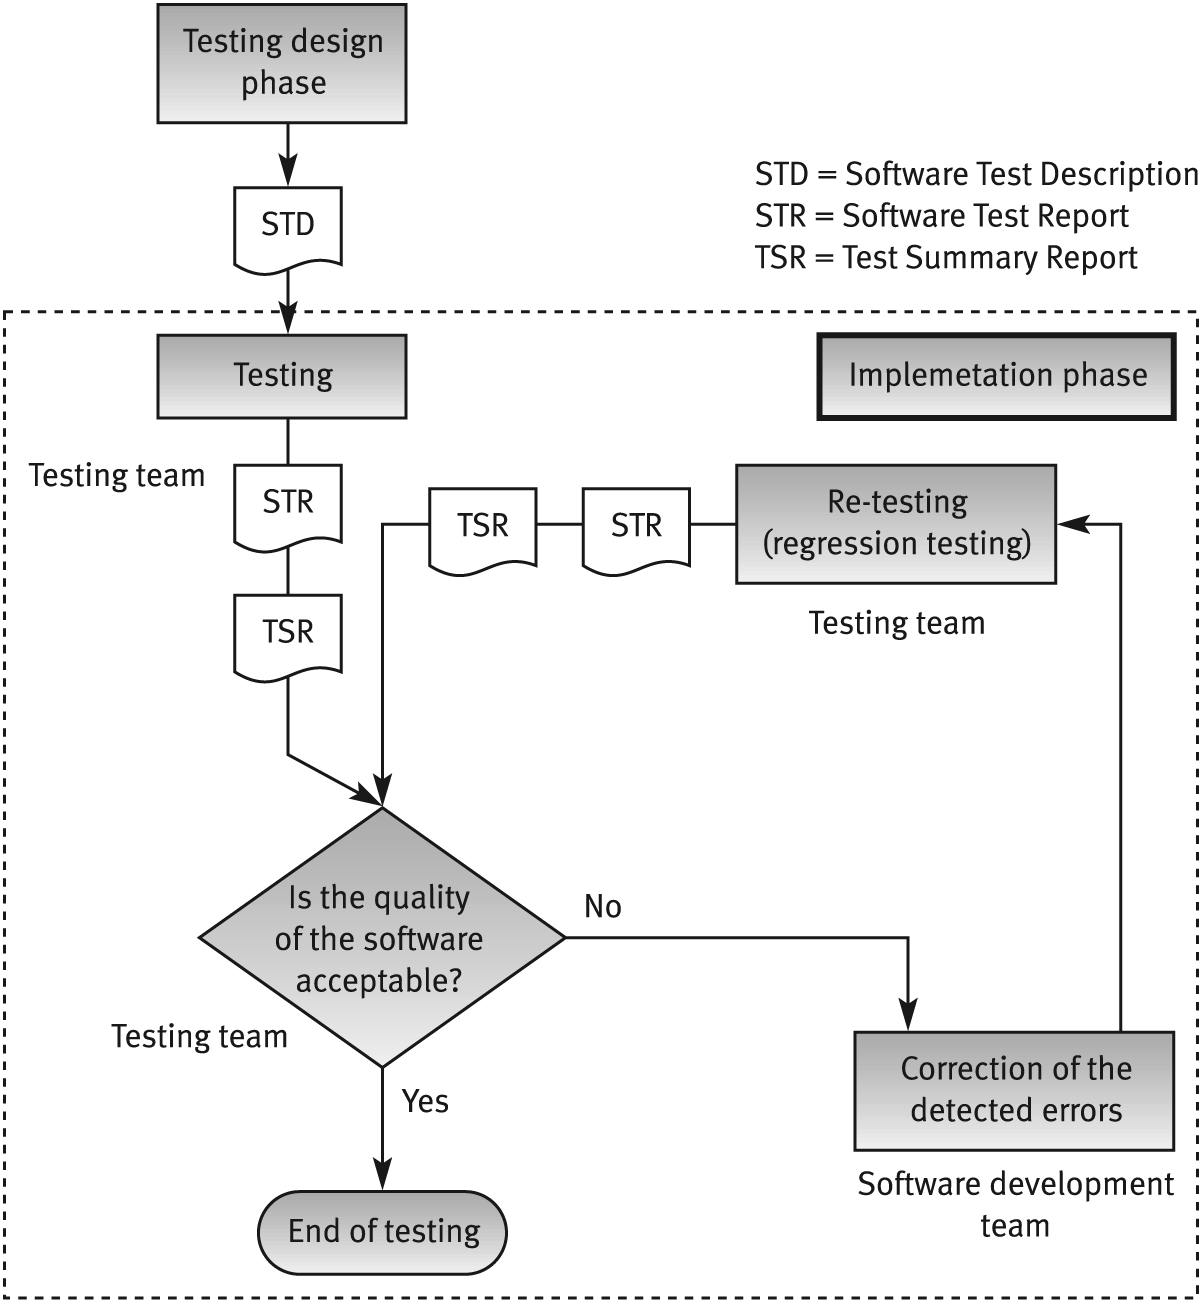 Testing design
phase
STD
STD = Software Test Description
STR = Software Test Report
TSR = Test Summary Report
Testing
Implemetation phase
Testing team
STR
TSR
TSR
STR
Re-testing
(regression testing)
Testing team
Is the quality
of the software
acceptable?
No
Testing team
Yes
Correction of the
detected errors
Software development
team
End of testing